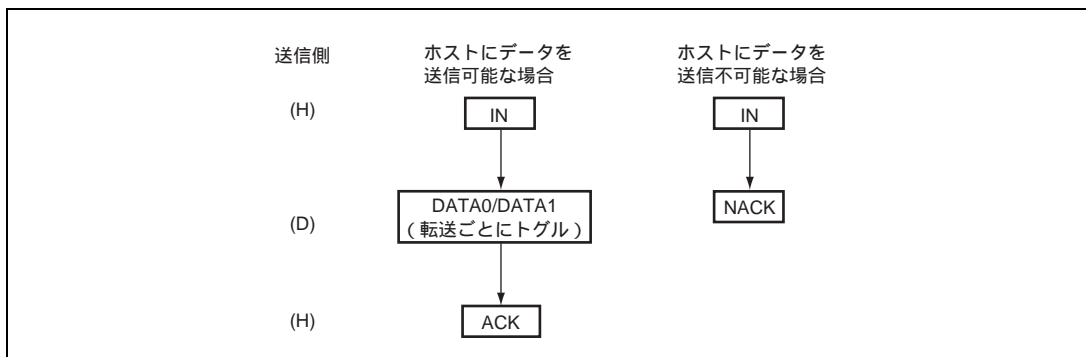 送信側
ホストにデータを
送信可能な場合
ホストにデータを
送信不可能な場合
(H)
IN
IN
(D)
DATA0/DATA1
（転送ごとにトグル）
NACK
(H)
ACK